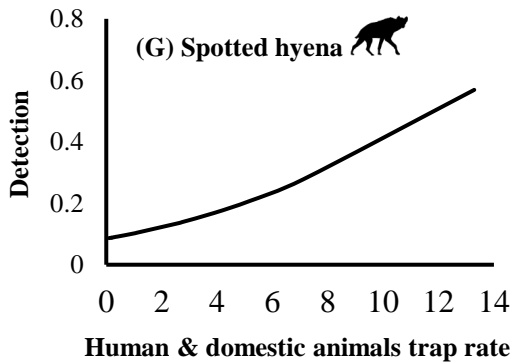 0.8
(G) Spotted hyena
0.6
0.4
0.2
0
Detection
0 2 4 6 8 10 12 14
Human & domestic animals trap rate